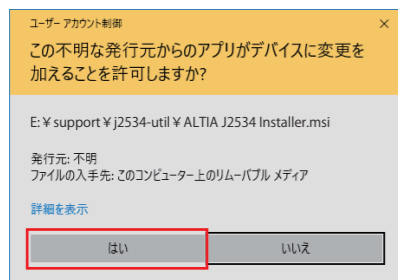 ユーザー アカウント制御
×
この不明な発行元からのアプリがデバイスに変更を
加えることを許可しますか?
E:¥support¥j2534-util¥ALTIA J2534 Installer.msi
発行元: 不明
ファイルの入手先: このコンピューター上のリムーバブル メディア
詳細を表示
はい
いいえ